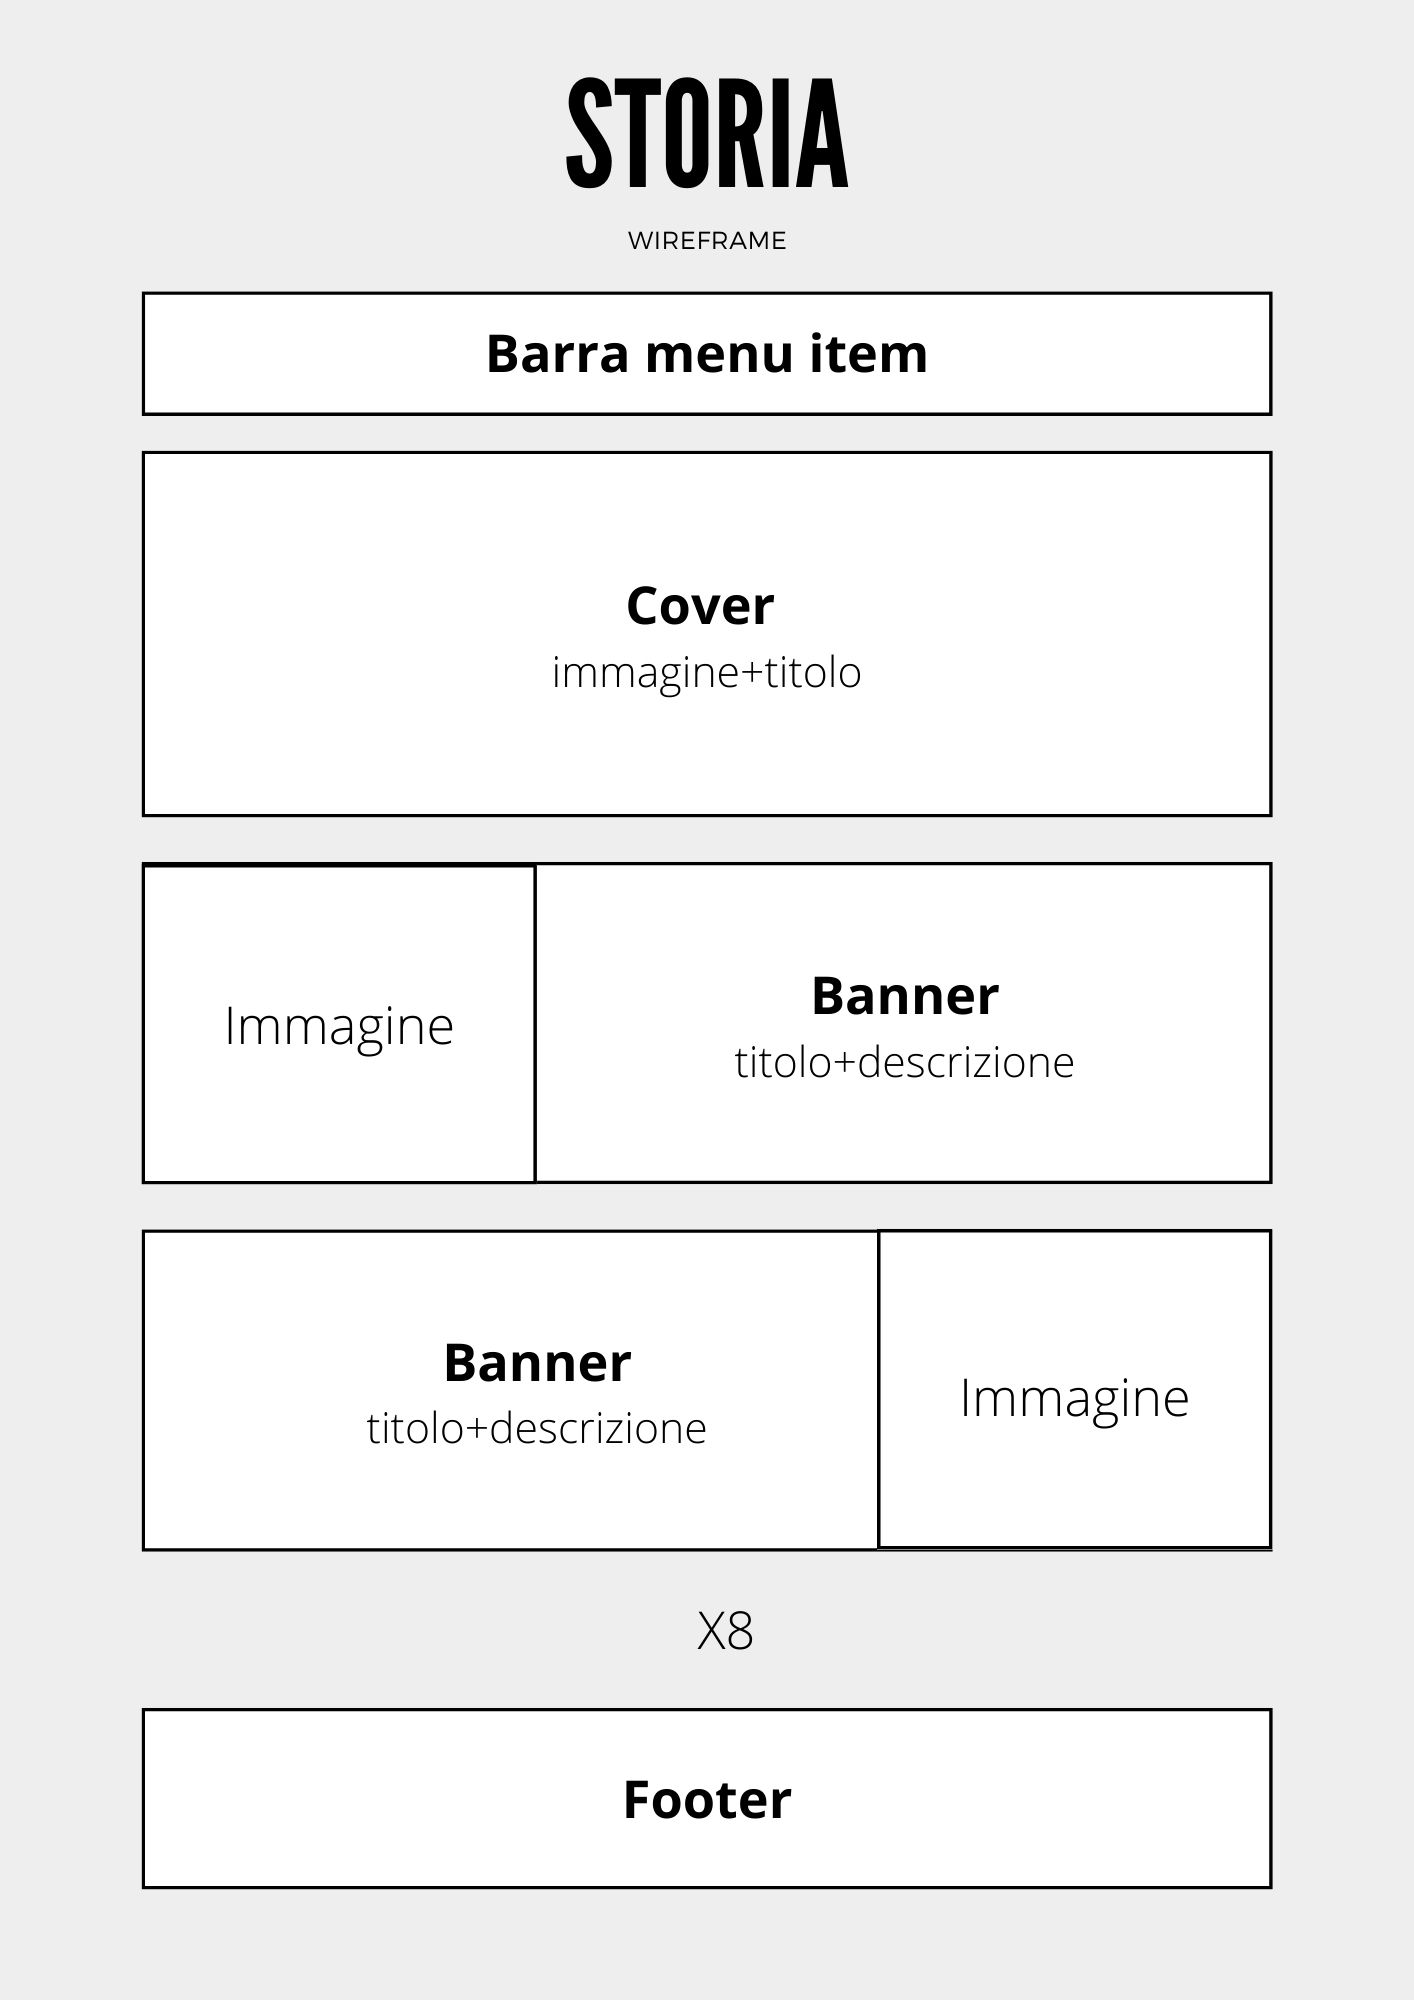 STORIA
WIREFRAME
Barra menu item
Cover
immagine+titolo
Immagine
Banner
titolo+descrizione
Banner
titolo+descrizione
Immagine
X8
Footer